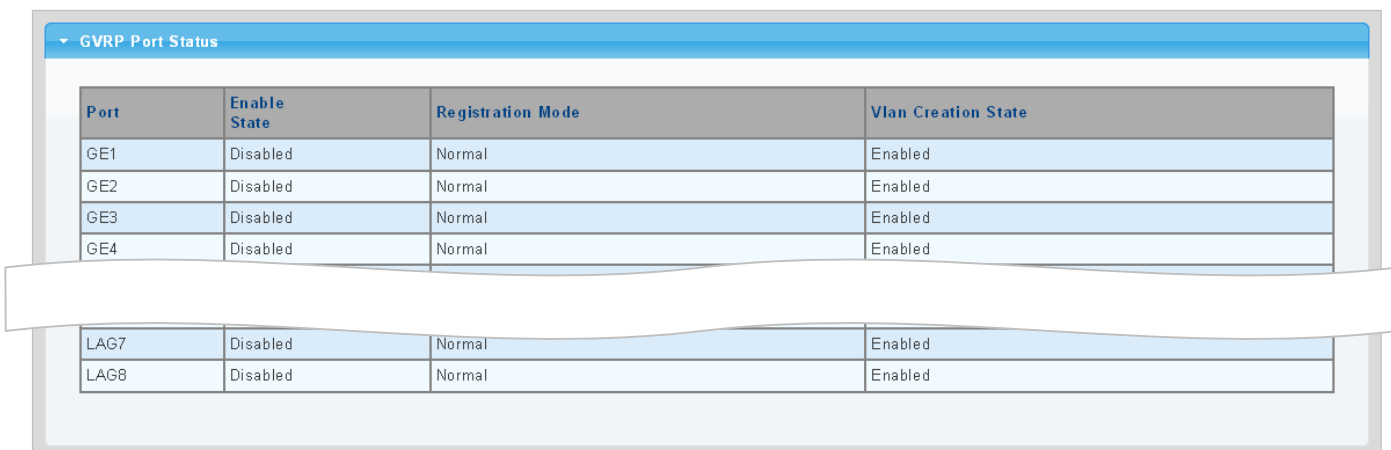 GVRP Port Status
Port Enable State Registration Mode Vlan Creation State
GE1 Disabled Normal Enabled
GE2 Disabled Normal Enabled
GE3 Disabled Normal Enabled
GE4 Disabled Normal Enabled
LAG7 Disabled Normal Enabled
LAG8 Disabled Normal Enabled